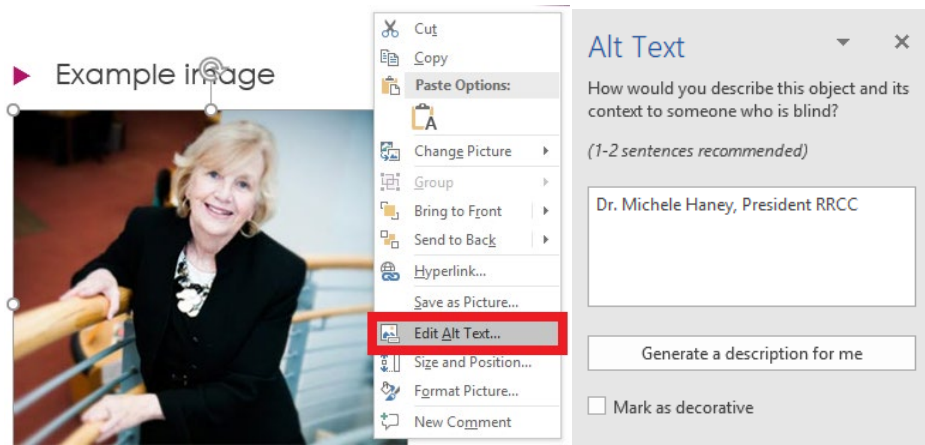 Example image
Cut
Copy
Paste Options:
A
Change Picture
Group
Bring to Front
Send to Back
Hyperlink...
Save as Picture...
Edit Alt Text...
Size and Position...
Format Picture...
New Comment
Alt Text
How would you describe this object and its
context to someone who is blind?
(1-2 sentences recommended)
Dr. Michele Haney, President RRCC
Generate a description for me
Mark as decorative